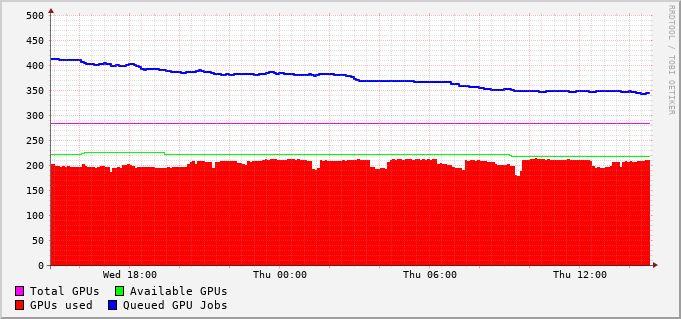 500
450
400
350
300
250
200
150
100
50
0
Wed 18:00 Thu 00:00 Thu 06:00 Thu 12:00
Total GPUs Available GPUs
GPUs used Queued GPU Jobs
RRDTOOL / TOBI OETIKER